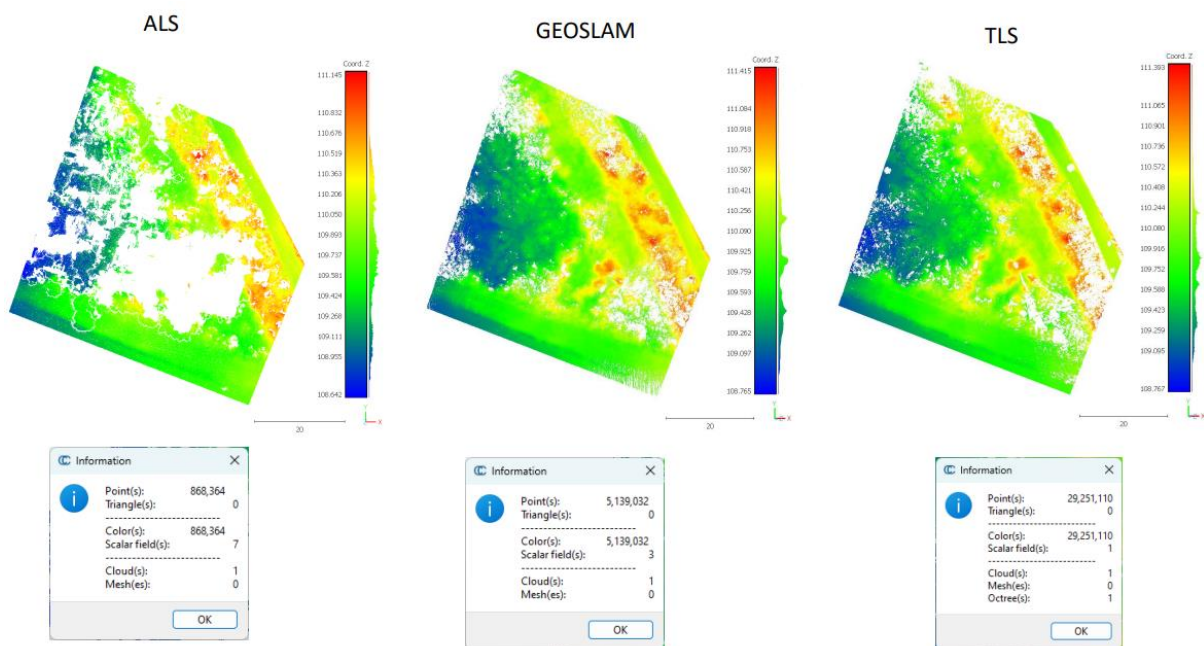 ALS
GEOSLAM
TLS
Coord. Z
111.145
110.832
110.676
110.519
110.363
110.206
110.050
109.893
109.737
109.581
109.424
109.268
109.111
108.955
108.642
20
Coord. Z
111.415
111.084
110.918
110.753
110.587
110.421
110.256
110.090
109.925
109.759
109.593
109.428
109.262
109.097
108.765
20
Coord. Z
111.393
111.065
110.901
110.736
110.572
110.408
110.244
110.080
109.916
109.752
109.588
109.423
109.259
109.095
108.767
20
Information
Point(s): 868,364
Triangle(s): 0
-------------------------
Color(s): 868,364
Scalar field(s): 7
-------------------------
Cloud(s): 1
Mesh(es): 0
OK
Information
Point(s): 5,139,032
Triangle(s): 0
-------------------------
Color(s): 5,139,032
Scalar field(s): 3
-------------------------
Cloud(s): 1
Mesh(es): 0
OK
Information
Point(s): 29,251,110
Triangle(s): 0
-------------------------
Color(s): 29,251,110
Scalar field(s): 1
-------------------------
Cloud(s): 1
Mesh(es): 0
Octree(s): 1
OK